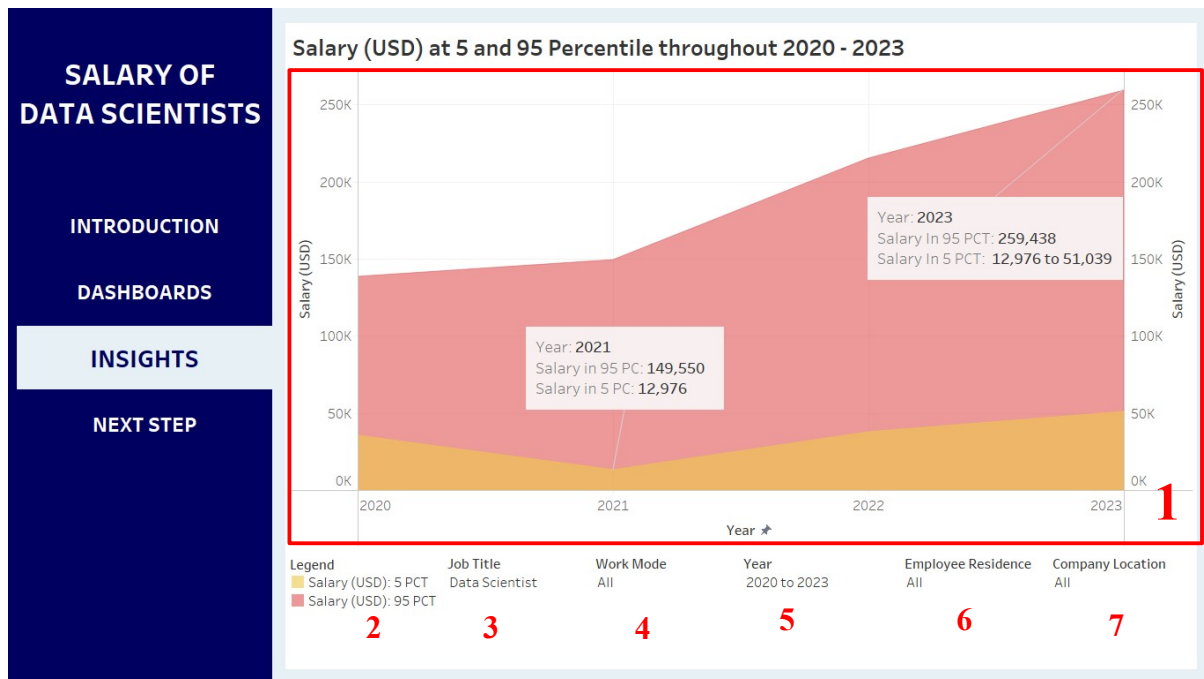 SALARY OF
DATA SCIENTISTS
INTRODUCTION
DASHBOARDS
INSIGHTS
NEXT STEP
Salary (USD) at 5 and 95 Percentile throughout 2020 - 2023
Salary (USD)
250K
200K
150K
100K
50K
0K
Year: 2021
Salary in 95 PC: 149,550
Salary in 5 PC: 12,976
Year: 2023
Salary In 95 PCT: 259,438
Salary In 5 PCT: 12,976 to 51,039
250K
200K
150K
100K
50K
0K
Salary (USD)
1
2020 2021 2022 2023
Year
Legend
Salary (USD): 5 PCT
Salary (USD): 95 PCT
2
Job Title
Data Scientist
3
Work Mode
All
4
Year
2020 to 2023
5
Employee Residence
All
6
Company Location
All
7